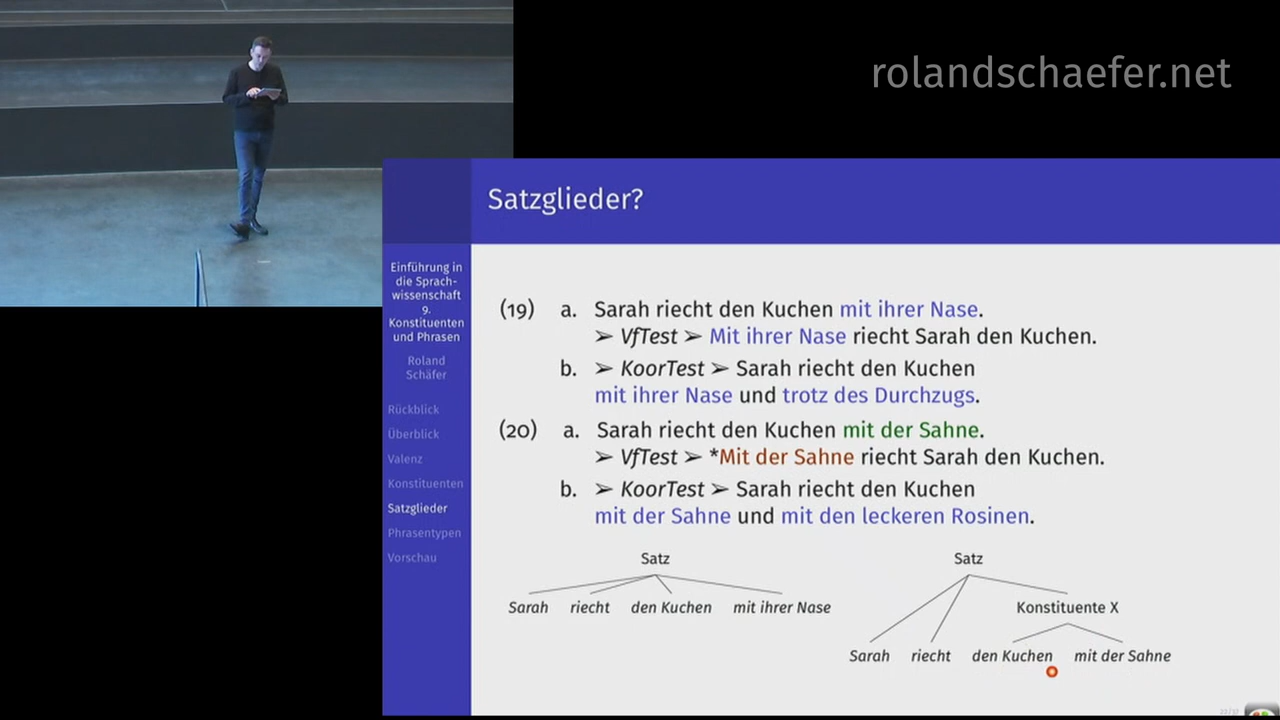 rolandschaefer.net
Satzglieder?
Einführung in
die Sprach-
wissenschaft
9.
Konstituenten
und Phrasen
Roland
Schäfer
Rückblick
Überblick
Valenz
Konstituenten
Satzglieder
Phrasentypen
Vorschau
(19) a. Sarah riecht den Kuchen mit ihrer Nase.
➢ VfTest ➢ Mit ihrer Nase riecht Sarah den Kuchen.
b. ➢ KoorTest ➢ Sarah riecht den Kuchen
mit ihrer Nase und trotz des Durchzugs.
(20) a. Sarah riecht den Kuchen mit der Sahne.
➢ VfTest ➢ *Mit der Sahne riecht Sarah den Kuchen.
b. ➢ KoorTest ➢ Sarah riecht den Kuchen
mit der Sahne und mit den leckeren Rosinen.
Satz
Sarah riecht den Kuchen mit ihrer Nase
Satz
Konstituente X
Sarah riecht den Kuchen mit der Sahne